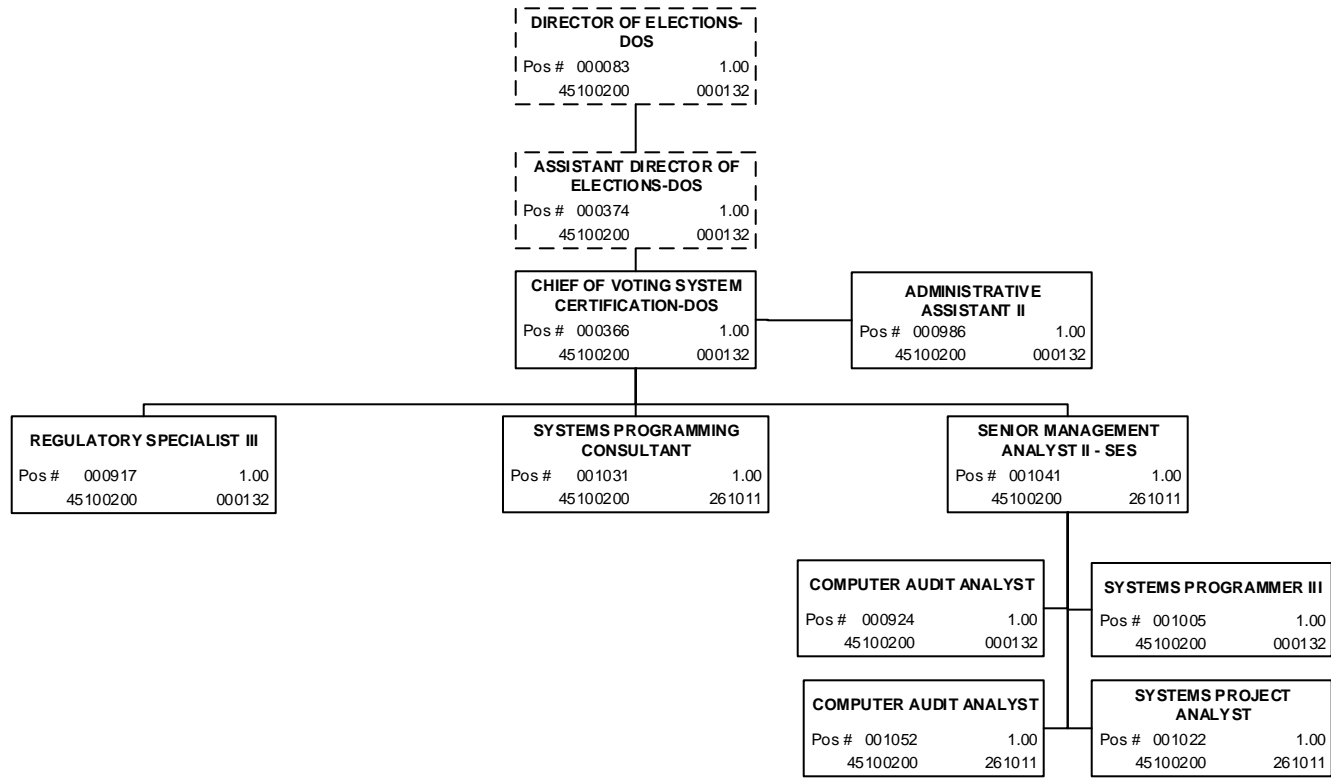 DIRECTOR OF ELECTIONS-
DOS
Pos # 000083 1.00
45100200 000132
ASSISTANT DIRECTOR OF
ELECTIONS-DOS
Pos # 000374 1.00
45100200 000132
CHIEF OF VOTING SYSTEM
CERTIFICATION-DOS
Pos # 000366 1.00
45100200 000132
ADMINISTRATIVE
ASSISTANT II
Pos # 000986 1.00
45100200 000132
REGULATORY SPECIALIST III
Pos # 000917 1.00
45100200 000132
SYSTEMS PROGRAMMING
CONSULTANT
Pos # 001031 1.00
45100200 261011
SENIOR MANAGEMENT
ANALYST II - SES
Pos # 001041 1.00
45100200 261011
COMPUTER AUDIT ANALYST
Pos # 000924 1.00
45100200 000132
SYSTEMS PROGRAMMER III
Pos # 001005 1.00
45100200 000132
COMPUTER AUDIT ANALYST
Pos # 001052 1.00
45100200 261011
SYSTEMS PROJECT
ANALYST
Pos # 001022 1.00
45100200 261011